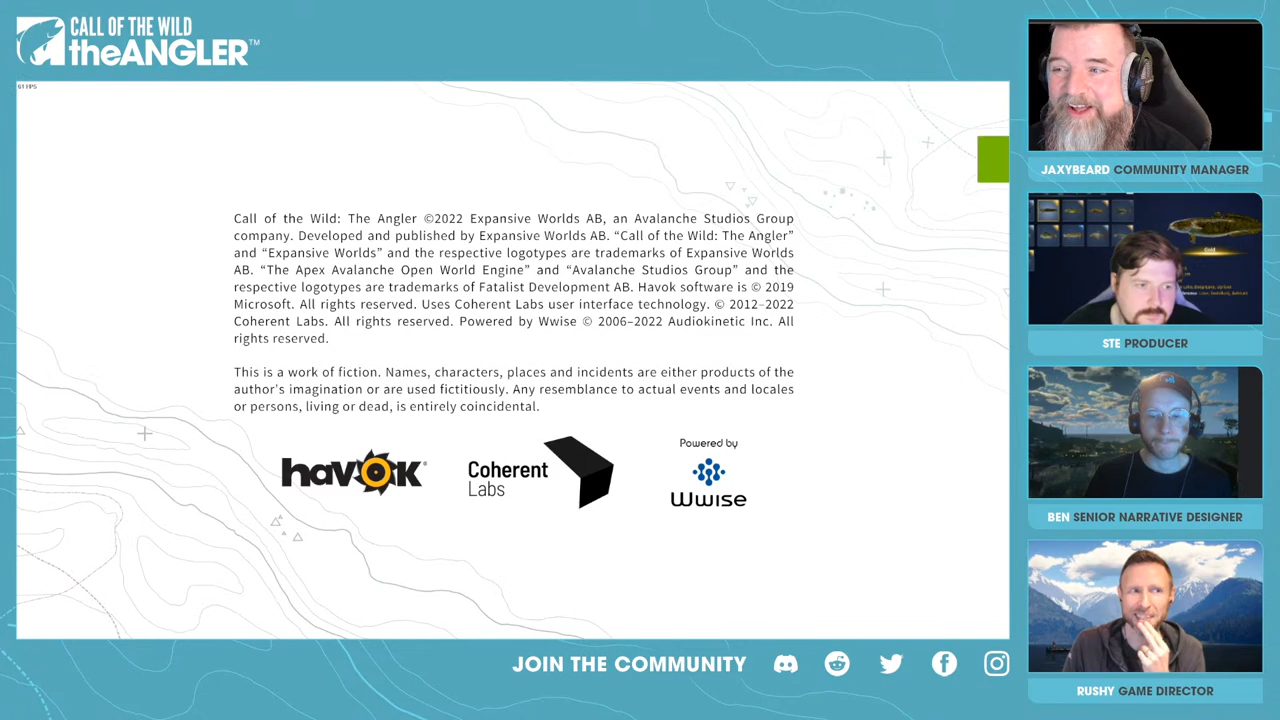 CALL OF THE WILD
theANGLER™
61 FPS
Call of the Wild: The Angler ©2022 Expansive Worlds AB, an Avalanche Studios Group
company. Developed and published by Expansive Worlds AB. “Call of the Wild: The Angler”
and “Expansive Worlds” and the respective logotypes are trademarks of Expansive Worlds
AB. “The Apex Avalanche Open World Engine” and “Avalanche Studios Group” and the
respective logotypes are trademarks of Fatalist Development AB. Havok software is © 2019
Microsoft. All rights reserved. Uses Coherent Labs user interface technology. © 2012–2022
Coherent Labs. All rights reserved. Powered by Wwise © 2006–2022 Audiokinetic Inc. All
rights reserved.
This is a work of fiction. Names, characters, places and incidents are either products of the
author's imagination or are used fictitiously. Any resemblance to actual events and locales
or persons, living or dead, is entirely coincidental.
havok®
Coherent
Labs
Powered by
Wwise
JAXYBEARD COMMUNITY MANAGER
STE PRODUCER
BEN SENIOR NARRATIVE DESIGNER
RUSHY GAME DIRECTOR
JOIN THE COMMUNITY